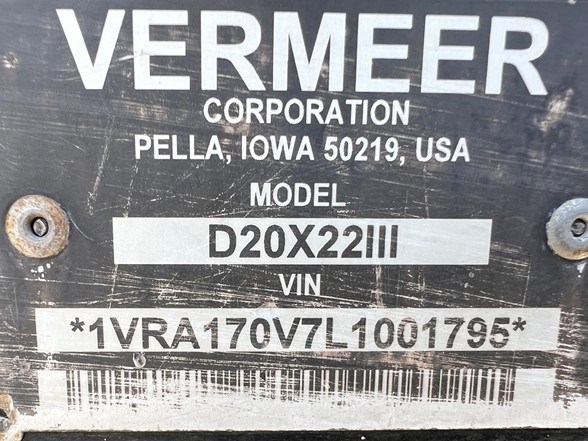 VERMEER
CORPORATION
PELLA, IOWA 50219, USA
MODEL
D20X22III
VIN
*1VRA170V7L1001795*